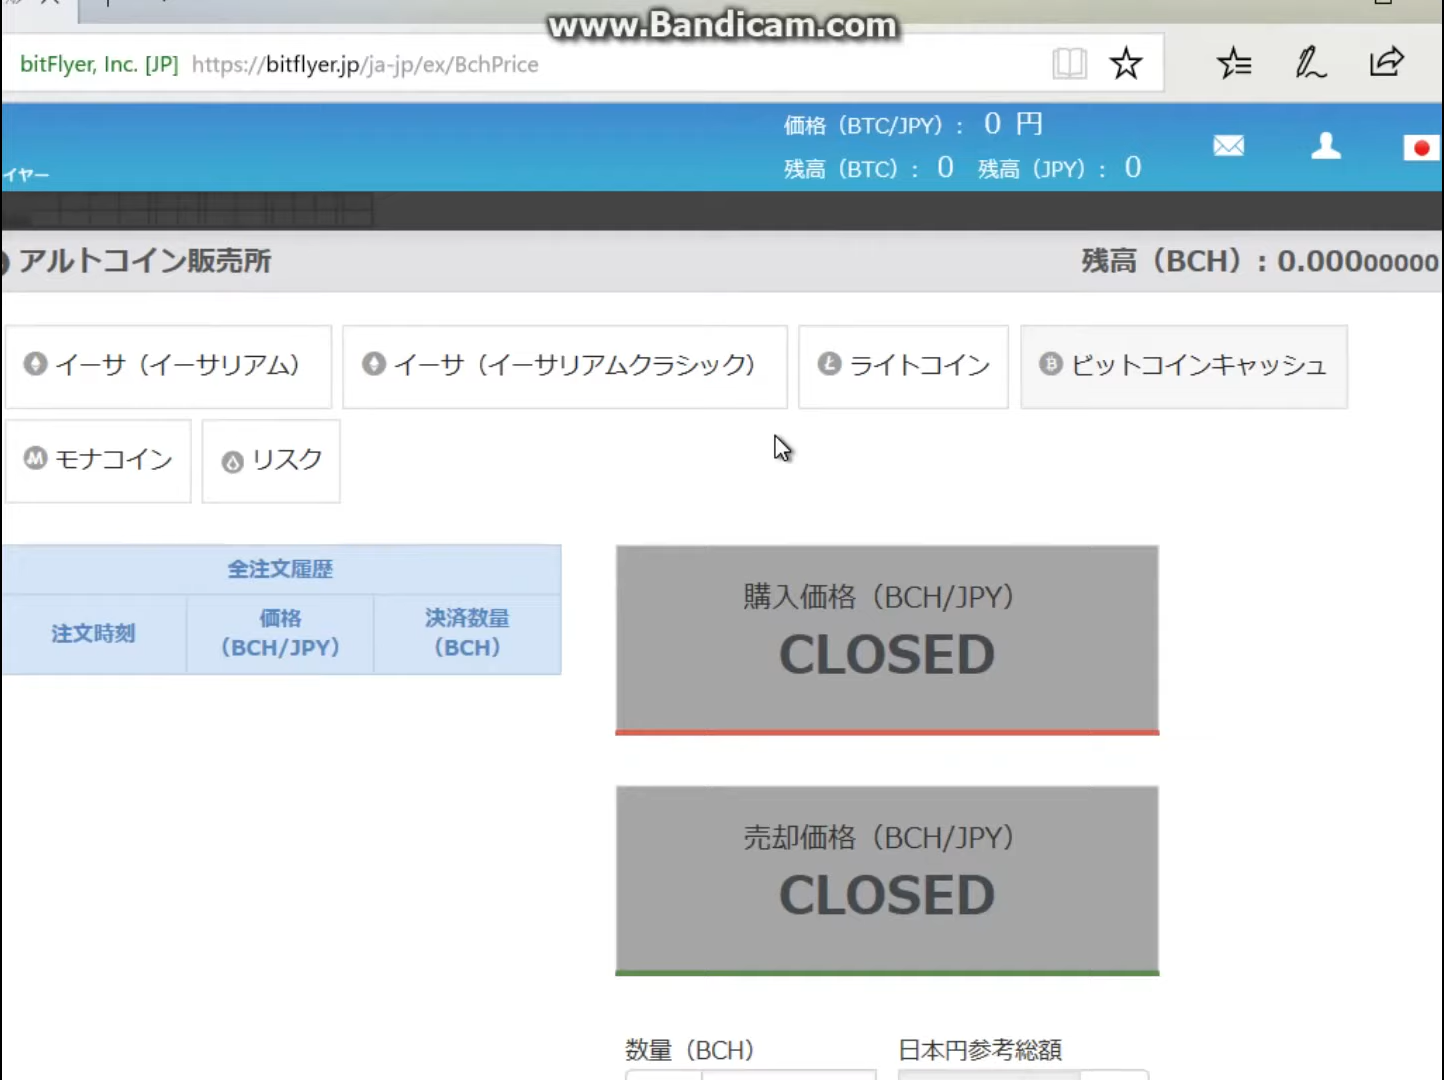 www.Bandicam.com
bitFlyer, Inc. [JP] https://bitflyer.jp/ja-jp/ex/BchPrice
価格（BTC/JPY）: 0 円
イヤー
残高（BTC）: 0 残高（JPY）: 0
アルトコイン販売所
残高（BCH）: 0.00000000
イーサ（イーサリアム）
イーサ（イーサリアムクラシック）
ライトコイン
ビットコインキャッシュ
モナコイン
リスク
全注文履歴
注文時刻
価格
（BCH/JPY）
決済数量
（BCH）
購入価格（BCH/JPY）
CLOSED
売却価格（BCH/JPY）
CLOSED
数量（BCH）
日本円参考総額